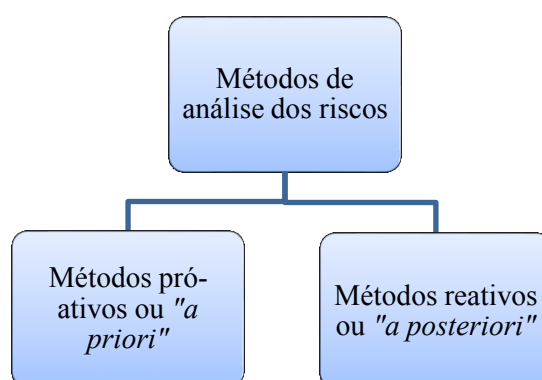 Métodos de
análise dos riscos
Métodos pró-
ativos ou "a
priori"
Métodos reativos
ou "a posteriori"